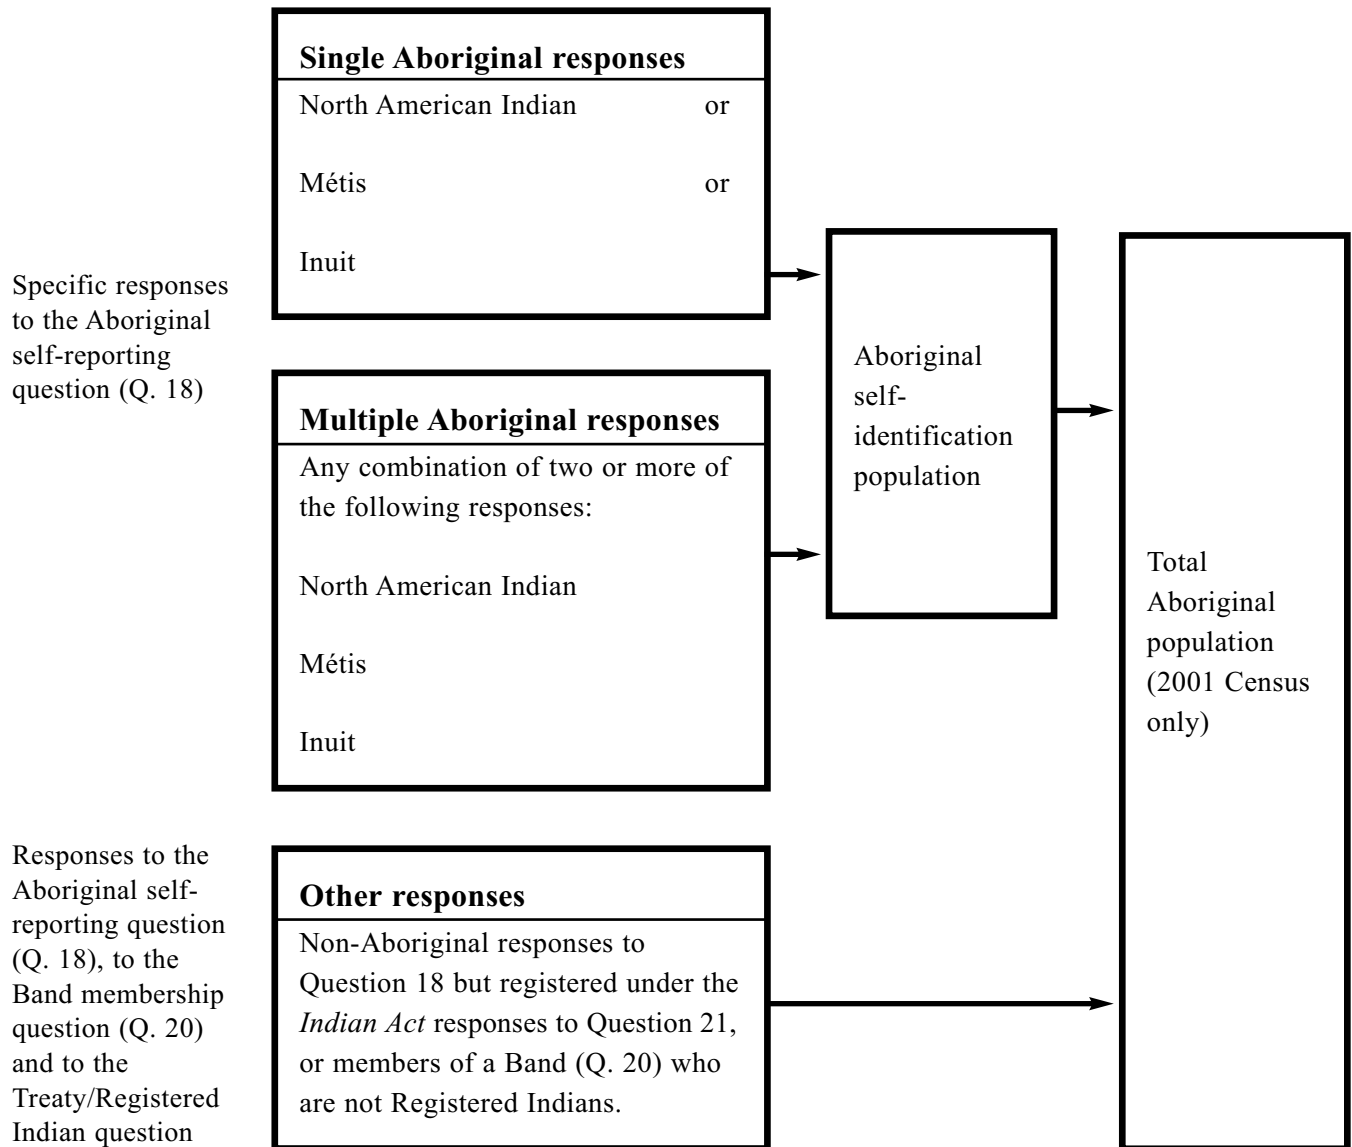 Single Aboriginal responses
North American Indian or
Métis or
Inuit
Specific responses
to the Aboriginal
self-reporting
question (Q. 18)
Multiple Aboriginal responses
Any combination of two or more of
the following responses:
North American Indian
Métis
Inuit
Aboriginal
self-
identification
population
Total
Aboriginal
population
(2001 Census
only)
Responses to the
Aboriginal self-
reporting question
(Q. 18), to the
Band membership
question (Q. 20)
and to the
Treaty/Registered
Indian question
Other responses
Non-Aboriginal responses to
Question 18 but registered under the
Indian Act responses to Question 21,
or members of a Band (Q. 20) who
are not Registered Indians.